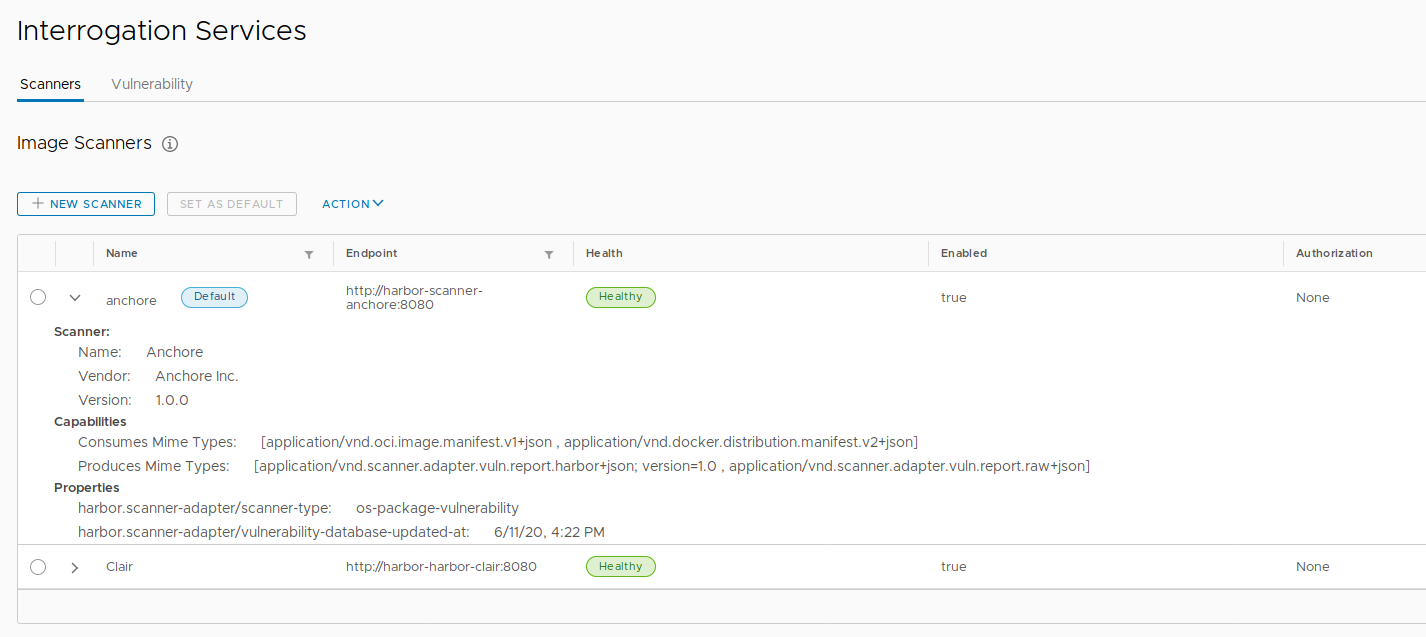 Interrogation Services
Scanners Vulnerability
Image Scanners
NEW SCANNER SET AS DEFAULT ACTION
Name Endpoint Health Enabled Authorization
anchore Default http://harbor-scanner-anchore:8080 Healthy true None
Scanner:
Name: Anchore
Vendor: Anchore Inc.
Version: 1.0.0
Capabilities
Consumes Mime Types: [application/vnd.oci.image.manifest.v1+json , application/vnd.docker.distribution.manifest.v2+json]
Produces Mime Types: [application/vnd.scanner.adapter.vuln.report.harbor+json; version=1.0 , application/vnd.scanner.adapter.vuln.report.raw+json]
Properties
harbor.scanner-adapter/scanner-type: os-package-vulnerability
harbor.scanner-adapter/vulnerability-database-updated-at: 6/11/20, 4:22 PM
Clair http://harbor-harbor-clair:8080 Healthy true None